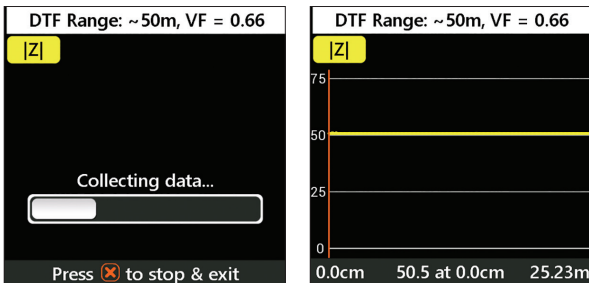 DTF Range: ~50m, VF = 0.66
|Z|
Collecting data...
Press to stop & exit
DTF Range: ~50m, VF = 0.66
|Z|
75
50
25
0
0.0cm 50.5 at 0.0cm 25.23m